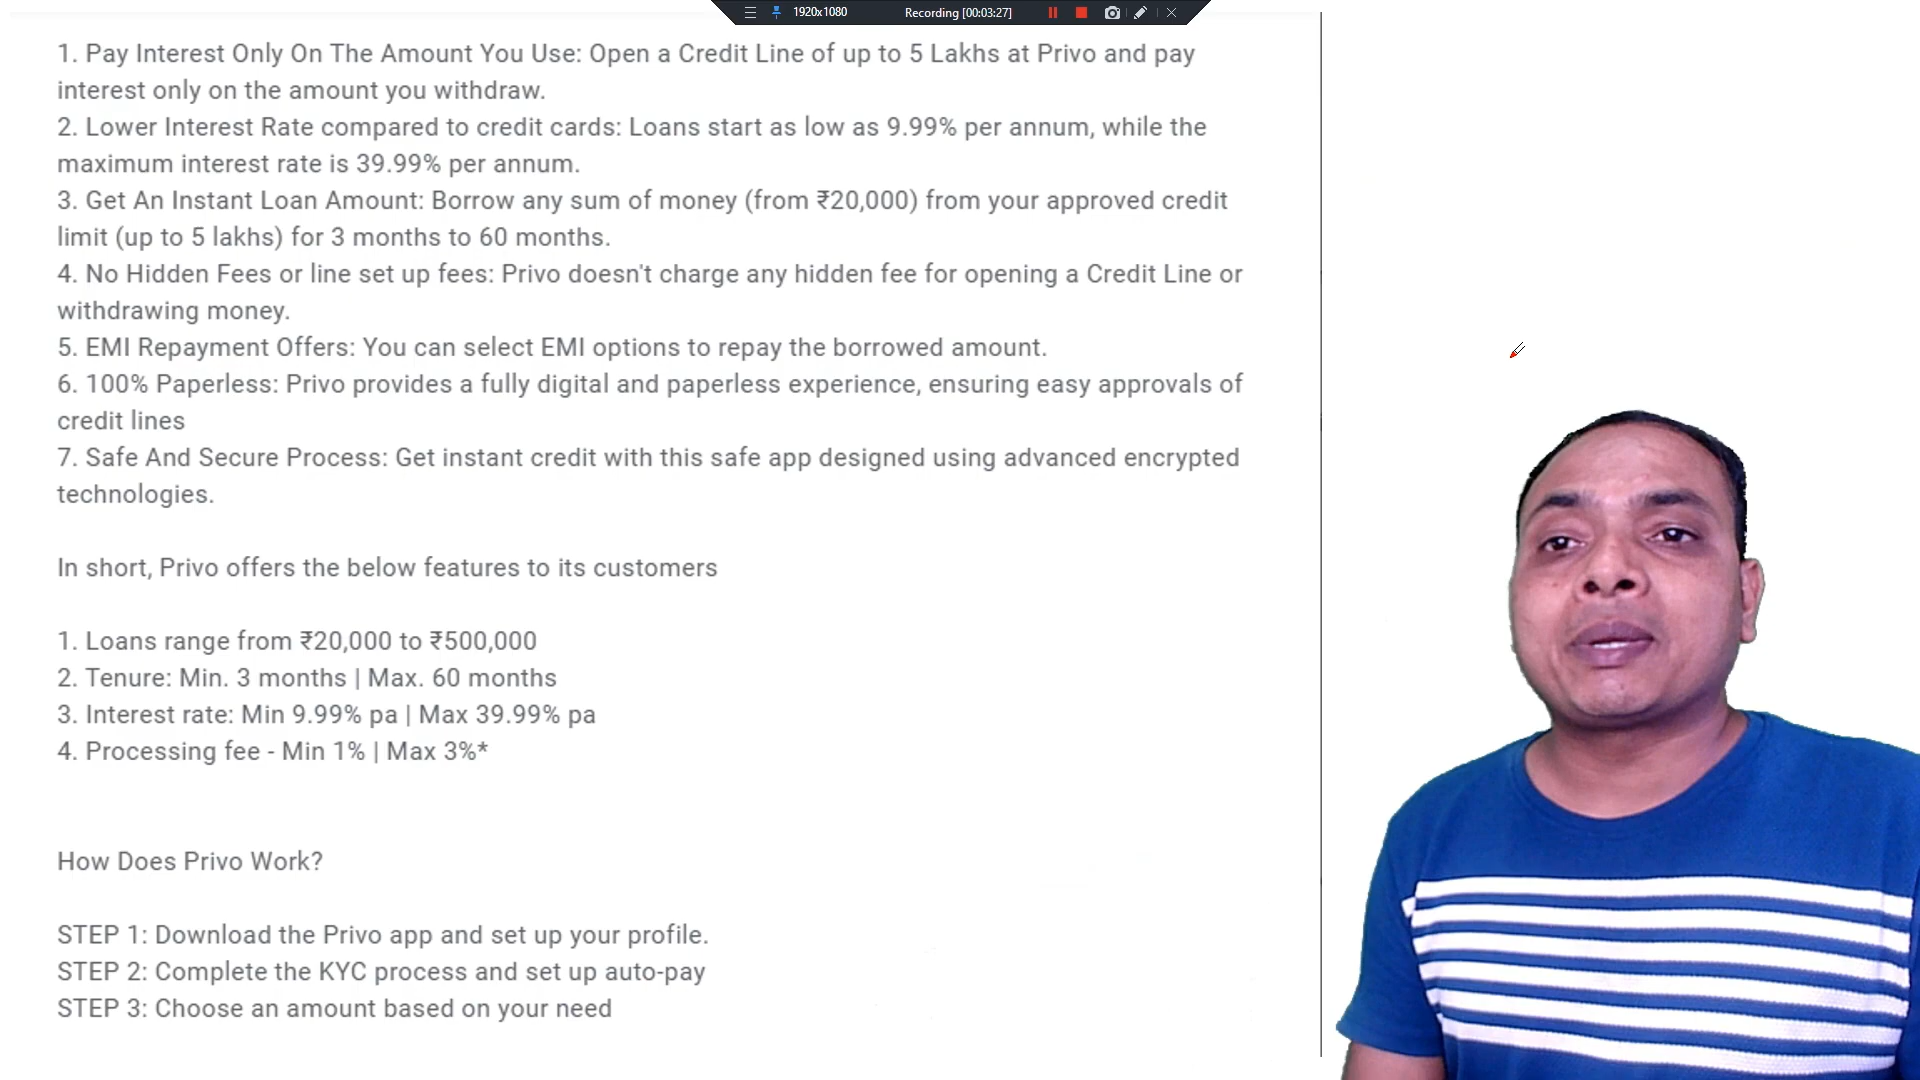 1920x1080
Recording [00:03:27]
1. Pay Interest Only On The Amount You Use: Open a Credit Line of up to 5 Lakhs at Privo and pay
interest only on the amount you withdraw.
2. Lower Interest Rate compared to credit cards: Loans start as low as 9.99% per annum, while the
maximum interest rate is 39.99% per annum.
3. Get An Instant Loan Amount: Borrow any sum of money (from ₹20,000) from your approved credit
limit (up to 5 lakhs) for 3 months to 60 months.
4. No Hidden Fees or line set up fees: Privo doesn't charge any hidden fee for opening a Credit Line or
withdrawing money.
5. EMI Repayment Offers: You can select EMI options to repay the borrowed amount.
6. 100% Paperless: Privo provides a fully digital and paperless experience, ensuring easy approvals of
credit lines
7. Safe And Secure Process: Get instant credit with this safe app designed using advanced encrypted
technologies.
In short, Privo offers the below features to its customers
1. Loans range from ₹20,000 to ₹500,000
2. Tenure: Min. 3 months | Max. 60 months
3. Interest rate: Min 9.99% pa | Max 39.99% pa
4. Processing fee - Min 1% | Max 3%*
How Does Privo Work?
STEP 1: Download the Privo app and set up your profile.
STEP 2: Complete the KYC process and set up auto-pay
STEP 3: Choose an amount based on your need